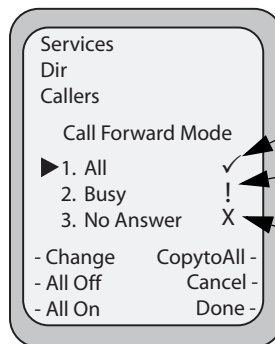 Services
Dir
Callers
Call Forward Mode
1. All ✓
2. Busy !
3. No Answer X
- Change CopytoAll -
- All Off Cancel -
- All On Done -